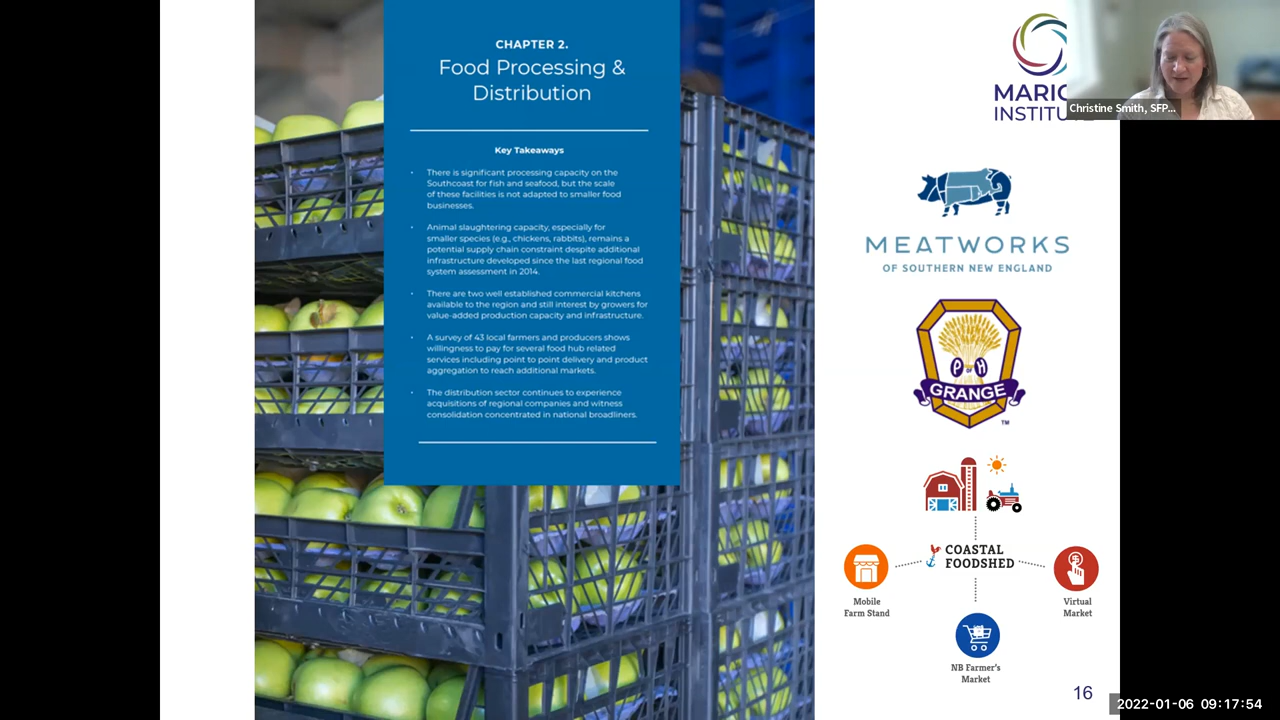 CHAPTER 2.
Food Processing &
Distribution
Key Takeaways
• There is significant processing capacity on the
Southcoast for fish and seafood, but the scale
of these facilities is not adapted to smaller food
businesses.
• Animal slaughtering capacity, especially for
smaller species (e.g., chickens, rabbits), remains a
potential supply chain constraint despite additional
infrastructure developed since the last regional food
system assessment in 2014.
• There are two well established commercial kitchens
available to the region and still interest by growers for
value-added production capacity and infrastructure.
• A survey of 43 local farmers and producers shows
willingness to pay for several food hub related
services including point to point delivery and product
aggregation to reach additional markets.
• The distribution sector continues to experience
acquisitions of regional companies and witness
consolidation concentrated in national broadliners.
Christine Smith, SFP...
MEATWORKS
OF SOUTHERN NEW ENGLAND
P OF H
GRANGE
TM
COASTAL
FOODSHED
Mobile
Farm Stand
Virtual
Market
NB Farmer's
Market
16
2022-01-06 09:17:54